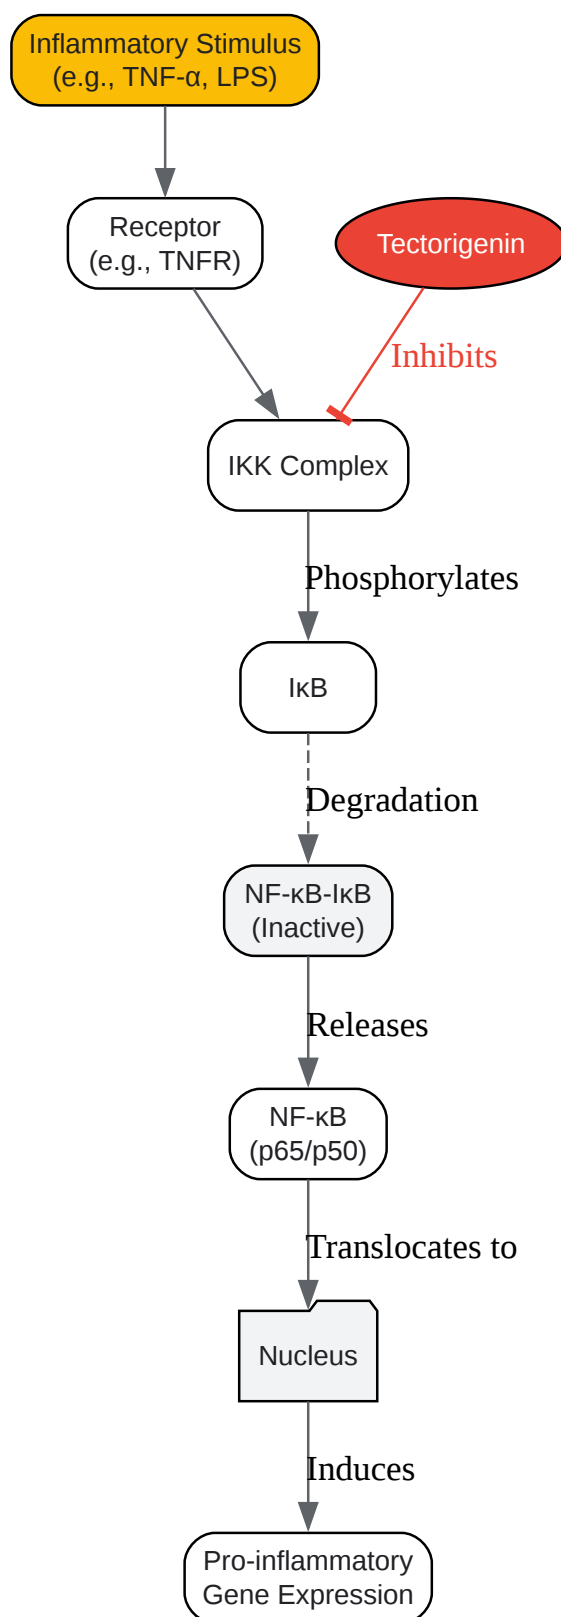 Inflammatory Stimulus
(e.g., TNF-α, LPS)
Receptor
(e.g., TNFR)
Tectorigenin
Inhibits
IKK Complex
Phosphorylates
IκB
Degradation
NF-κB-IκB
(Inactive)
Releases
NF-κB
(p65/p50)
Translocates to
Nucleus
Induces
Pro-inflammatory
Gene Expression